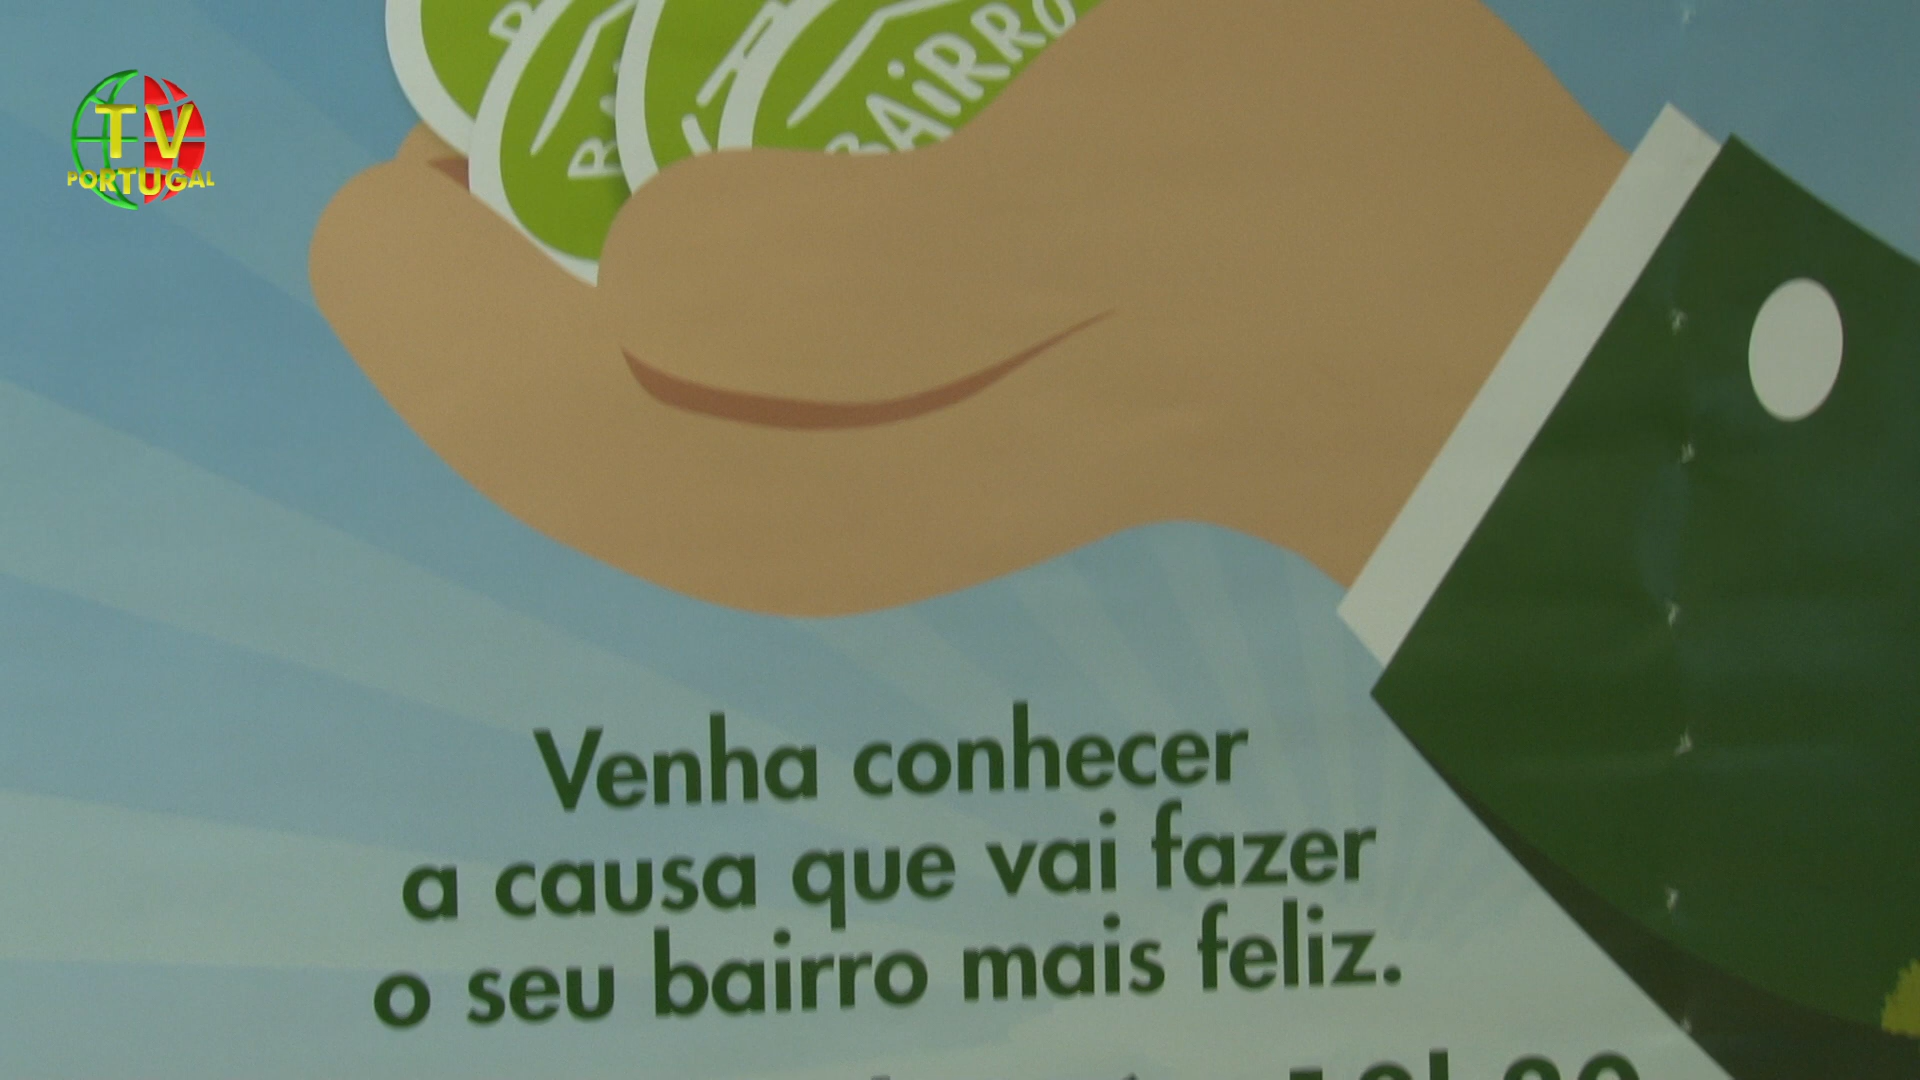 TV
PORTUGAL
BAiRRO
Venha conhecer
a causa que vai fazer
o seu bairro mais feliz.